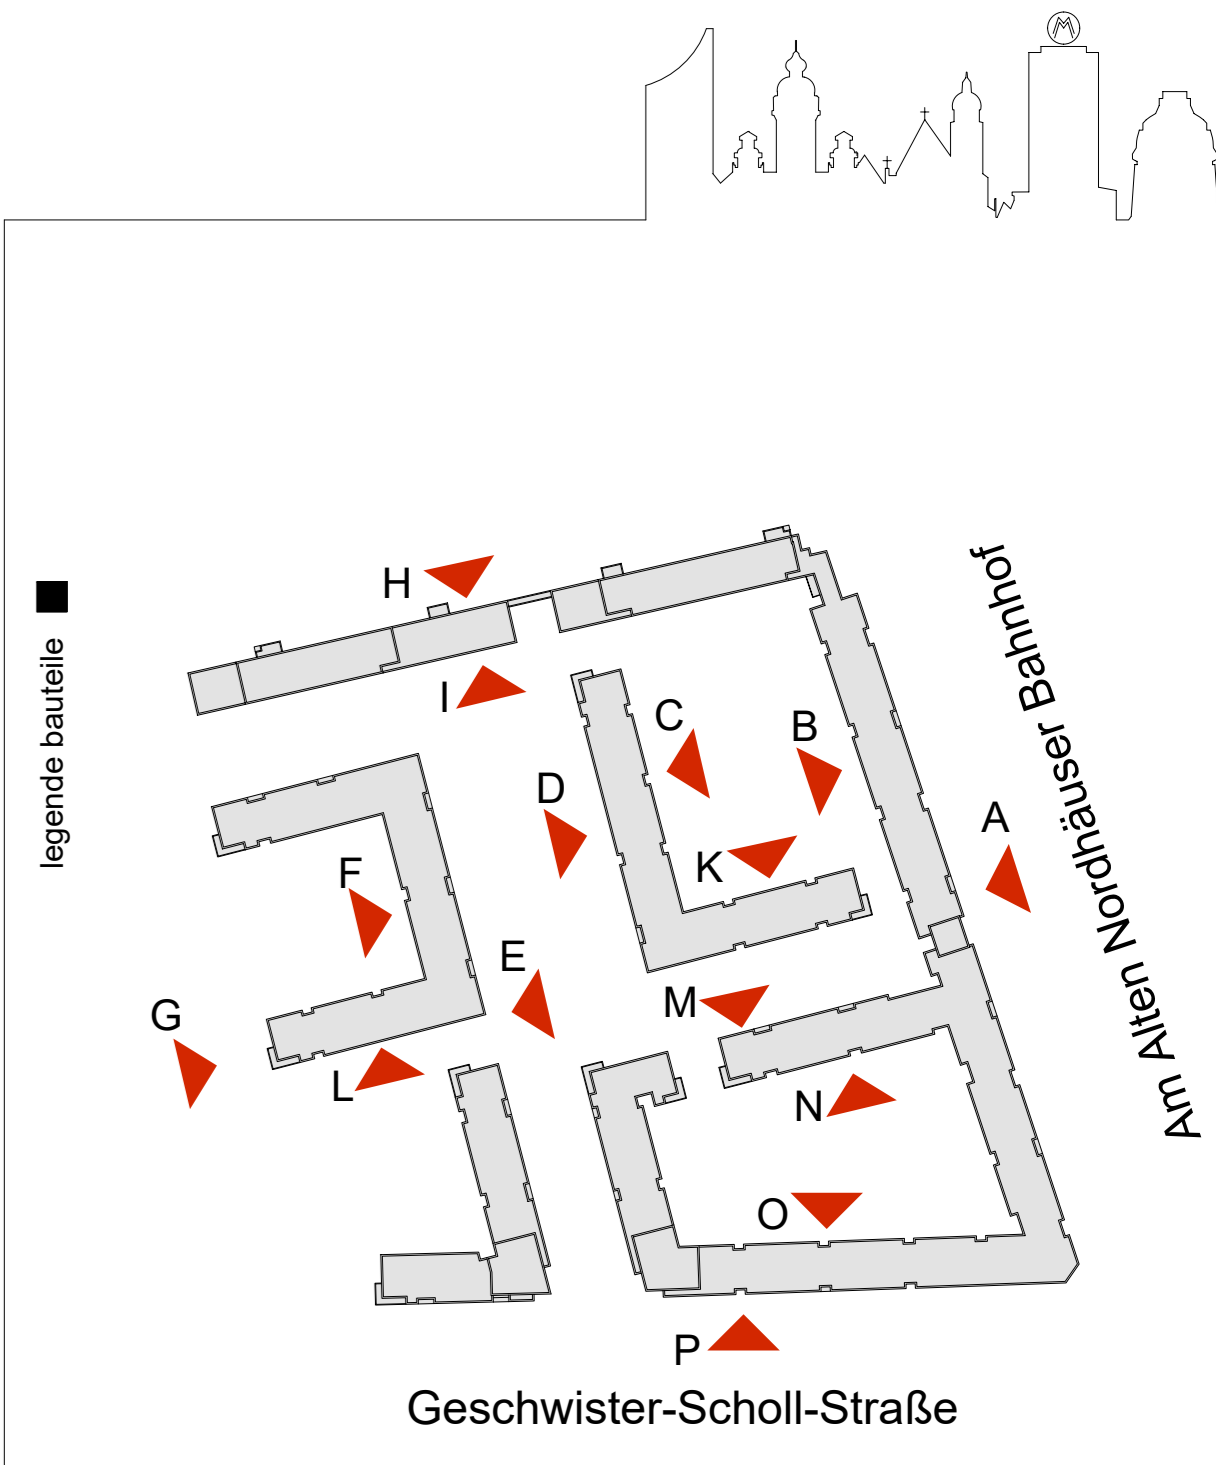 M
H
legende bauteile
I
C
B
D
A
K
F
E
M
G
L
N
O
P
Am Alten Nordhäuser Bahnhof
Geschwister-Scholl-Straße